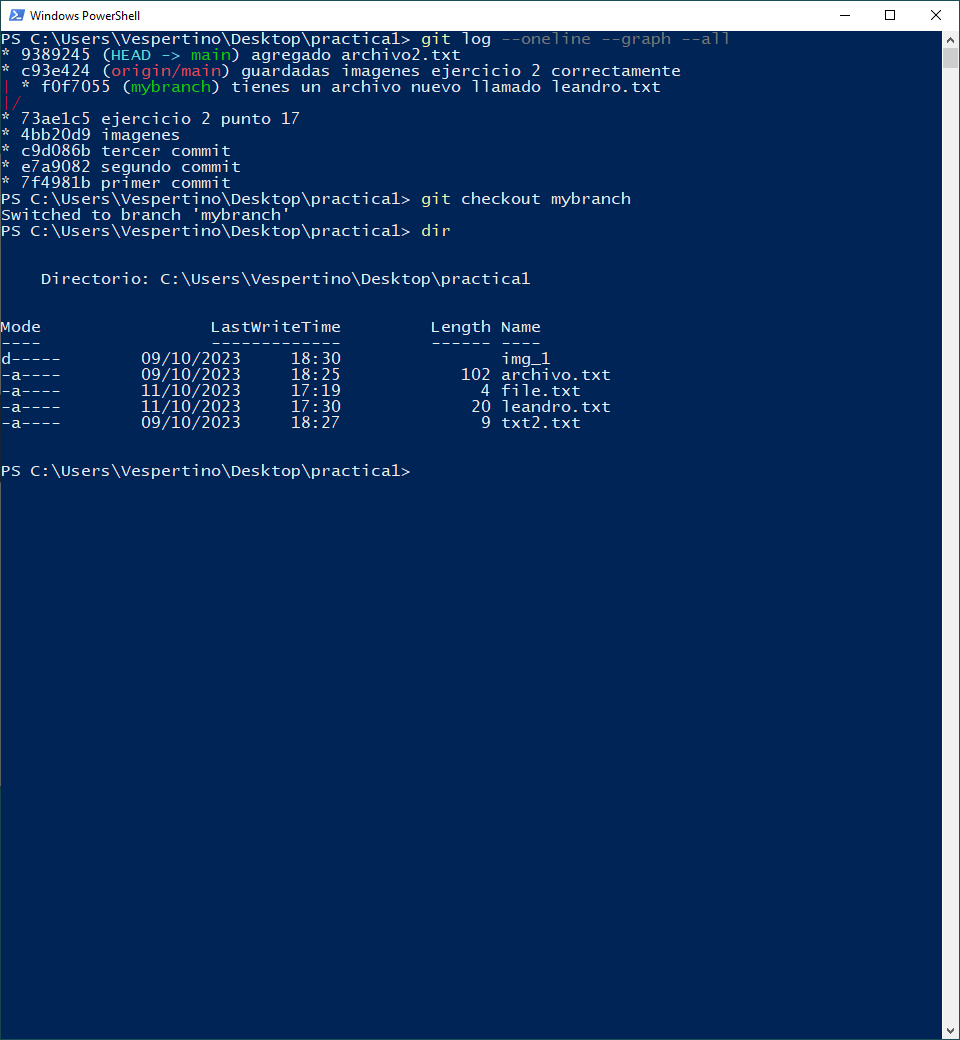 Windows PowerShell
PS C:\Users\Vespertino\Desktop\practica1> git log --oneline --graph --all
* 9389245 (HEAD -> main) agregado archivo2.txt
* c93e424 (origin/main) guardadas imagenes ejercicio 2 correctamente
| * f0f7055 (mybranch) tienes un archivo nuevo llamado leandro.txt
|/
* 73ae1c5 ejercicio 2 punto 17
* 4bb20d9 imagenes
* c9d086b tercer commit
* e7a9082 segundo commit
* 7f4981b primer commit
PS C:\Users\Vespertino\Desktop\practica1> git checkout mybranch
Switched to branch 'mybranch'
PS C:\Users\Vespertino\Desktop\practica1> dir
    Directorio: C:\Users\Vespertino\Desktop\practica1
Mode                 LastWriteTime         Length Name
----                 -------------         ------ ----
d-----        09/10/2023     18:30                img_1
-a----        09/10/2023     18:25            102 archivo.txt
-a----        11/10/2023     17:19              4 file.txt
-a----        11/10/2023     17:30             20 leandro.txt
-a----        09/10/2023     18:27              9 txt2.txt
PS C:\Users\Vespertino\Desktop\practica1>